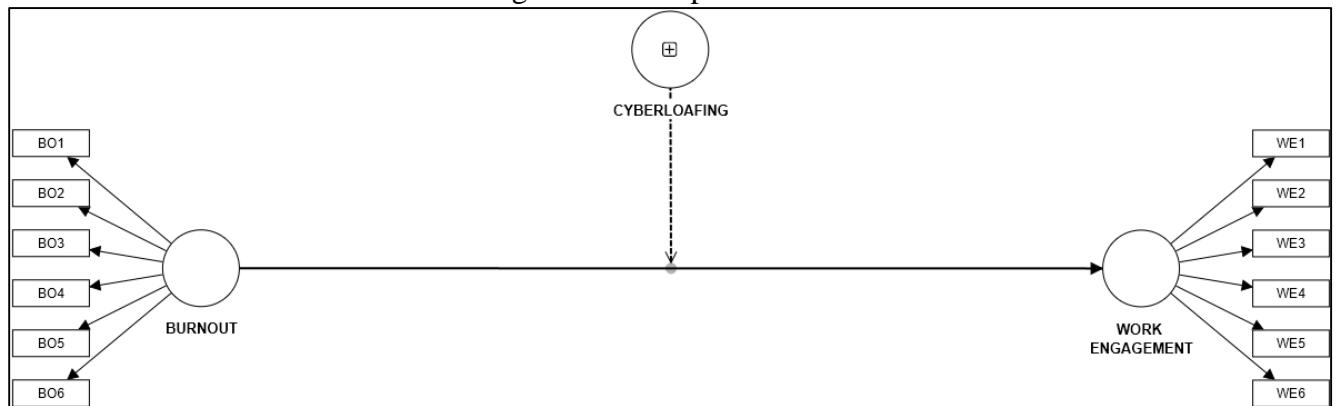 CYBERLOAFING
BO1
BO2
BO3
BO4
BO5
BO6
BURNOUT
WORK
ENGAGEMENT
WE1
WE2
WE3
WE4
WE5
WE6